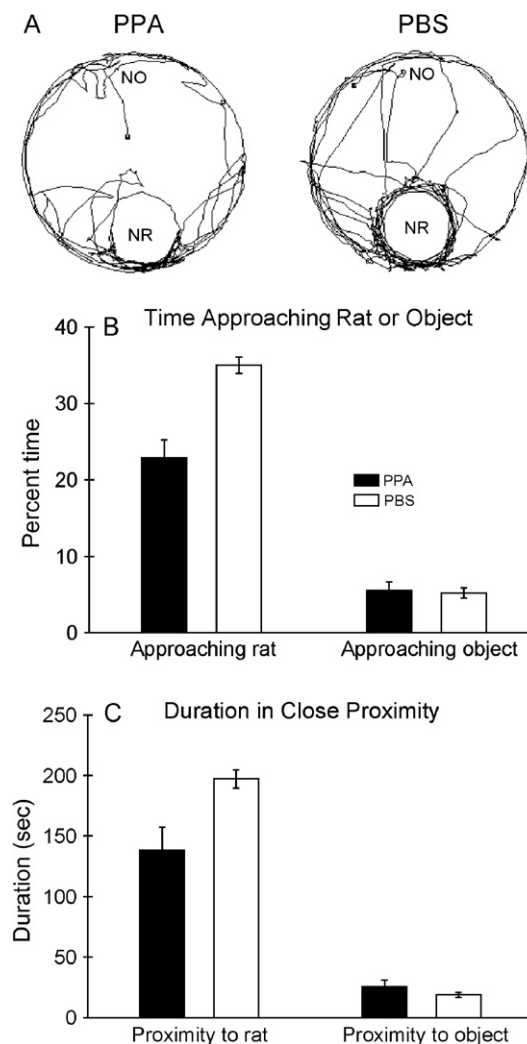 A PPA PBS
NO NO
NR NR
B Time Approaching Rat or Object
40
30
20
10
0
Percent time
PPA
PBS
Approaching rat Approaching object
C Duration in Close Proximity
250
200
150
100
50
0
Duration (sec)
Proximity to rat Proximity to object